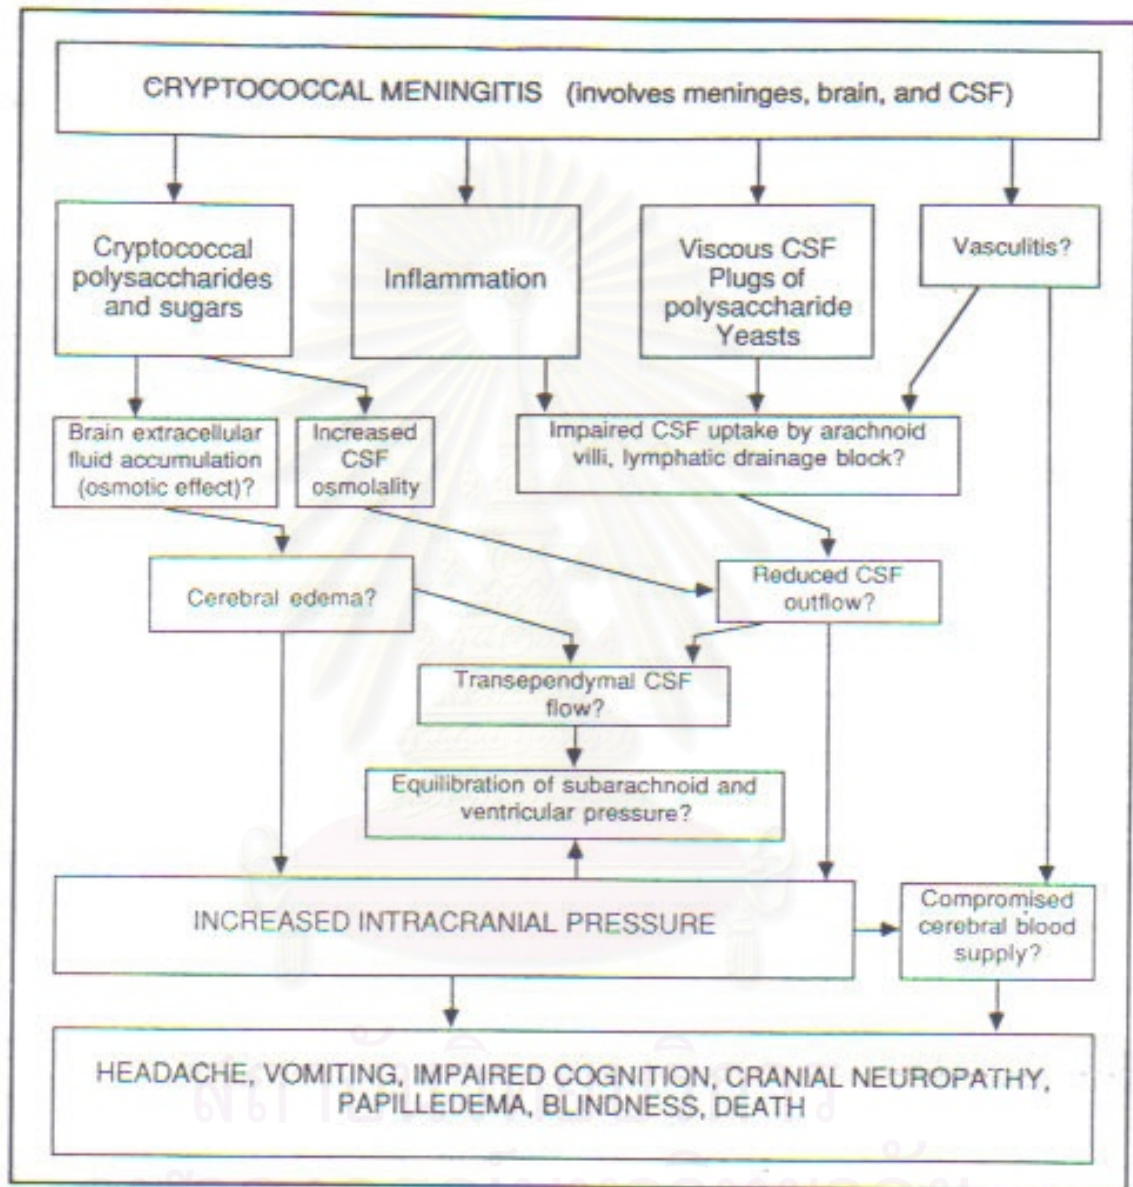 CRYPTOCOCCAL MENINGITIS (involves meninges, brain, and CSF)
Cryptococcal
polysaccharides
and sugars
Inflammation
Viscous CSF
Plugs of
polysaccharide
Yeasts
Vasculitis?
Brain extracellular
fluid accumulation
(osmotic effect)?
Increased
CSF
osmolality
Impaired CSF uptake by arachnoid
villi, lymphatic drainage block?
Cerebral edema?
Reduced CSF
outflow?
Transependymal CSF
flow?
Equilibration of subarachnoid and
ventricular pressure?
INCREASED INTRACRANIAL PRESSURE
Compromised
cerebral blood
supply?
HEADACHE, VOMITING, IMPAIRED COGNITION, CRANIAL NEUROPATHY,
PAPILLEDEMA, BLINDNESS, DEATH